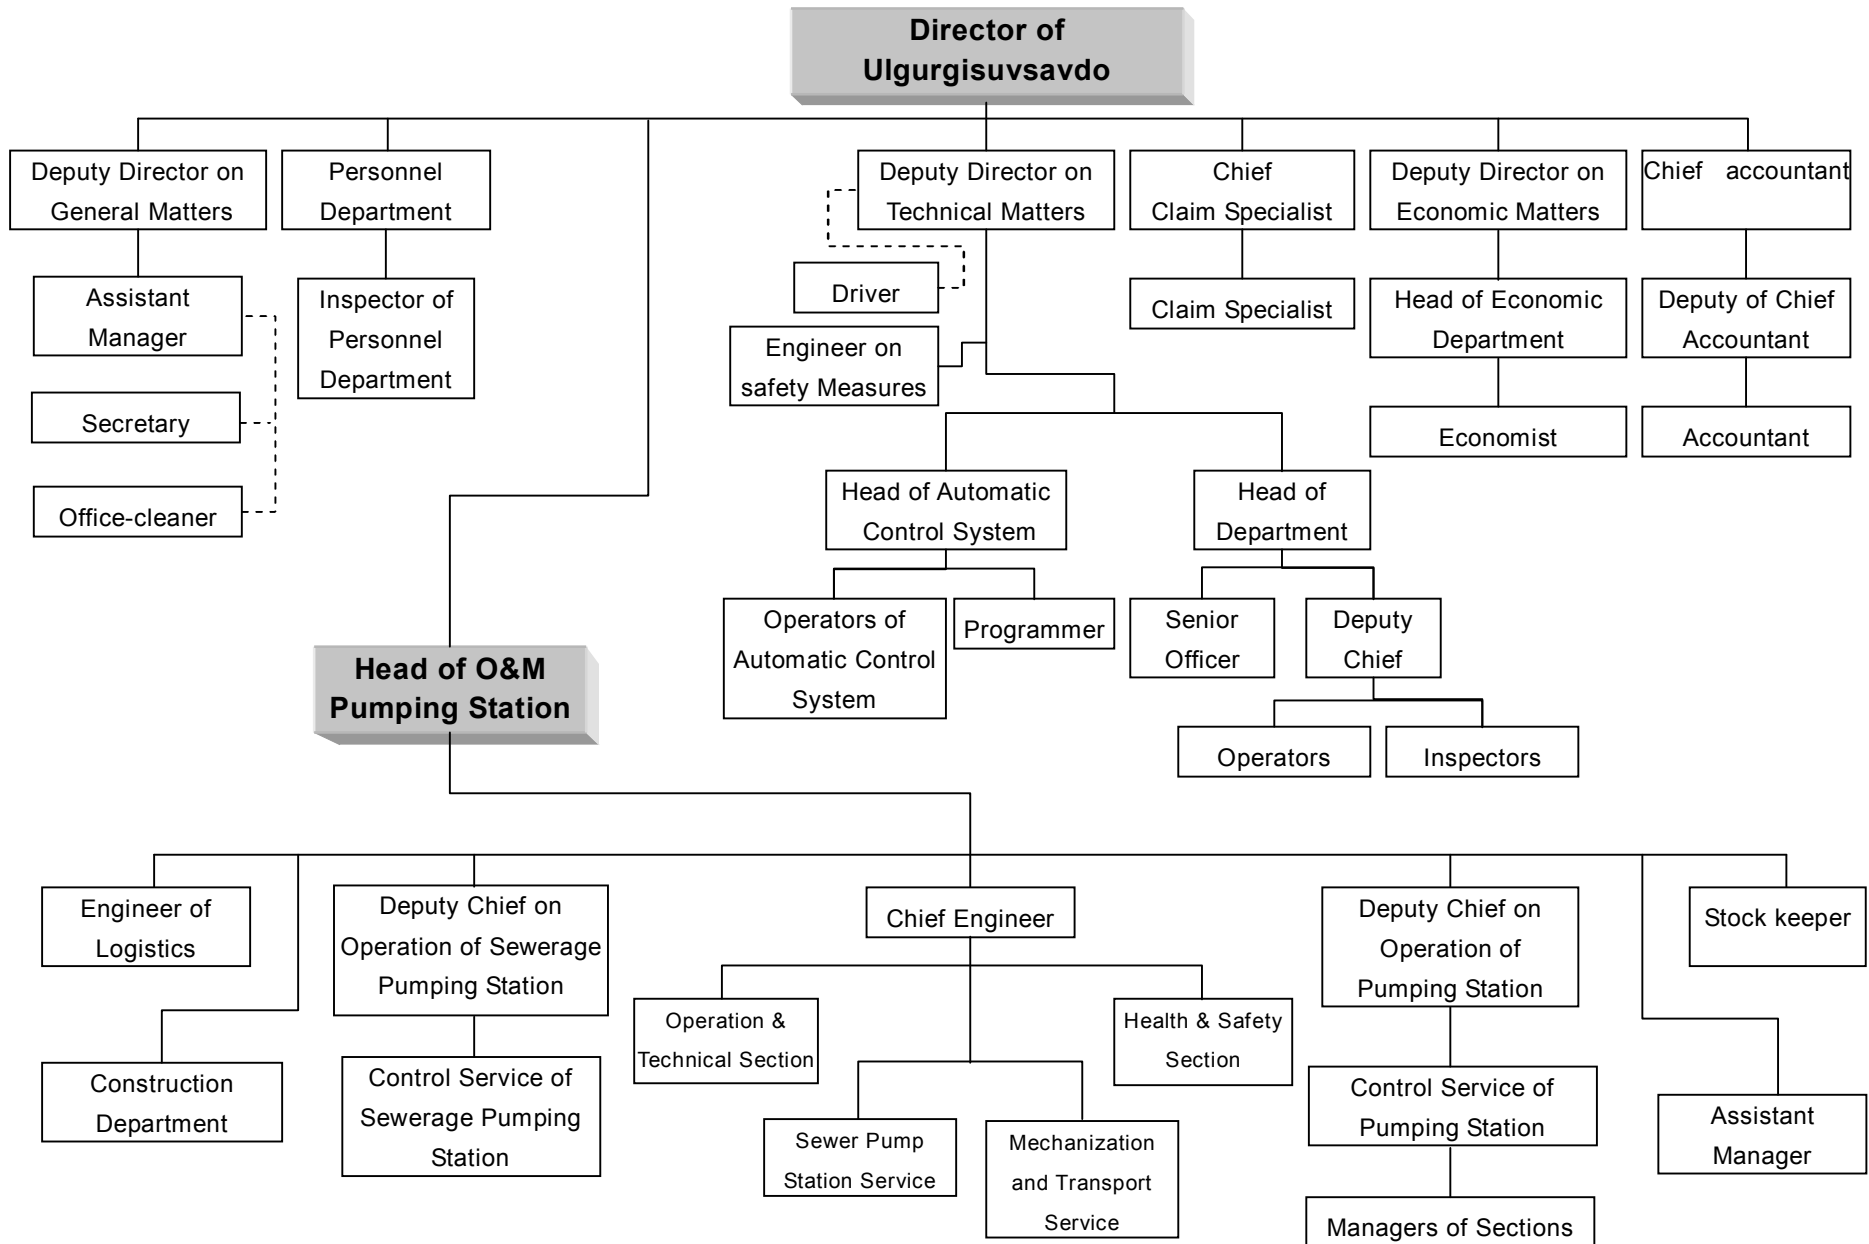 Director of
Ulgurgisuvsavdo
Deputy Director on
General Matters
Personnel
Department
Deputy Director on
Technical Matters
Chief
Claim Specialist
Deputy Director on
Economic Matters
Chief accountant
Assistant
Manager
Inspector of
Personnel
Department
Driver
Claim Specialist
Head of Economic
Department
Deputy of Chief
Accountant
Engineer on
safety Measures
Secretary
Economist
Accountant
Office-cleaner
Head of Automatic
Control System
Head of
Department
Operators of
Automatic Control
System
Programmer
Senior
Officer
Deputy
Chief
Head of O&M
Pumping Station
Operators
Inspectors
Engineer of
Logistics
Deputy Chief on
Operation of Sewerage
Pumping Station
Chief Engineer
Deputy Chief on
Operation of
Pumping Station
Stock keeper
Operation &
Technical Section
Health & Safety
Section
Construction
Department
Control Service of
Sewerage Pumping
Station
Control Service of
Pumping Station
Assistant
Manager
Sewer Pump
Station Service
Mechanization
and Transport
Service
Managers of Sections